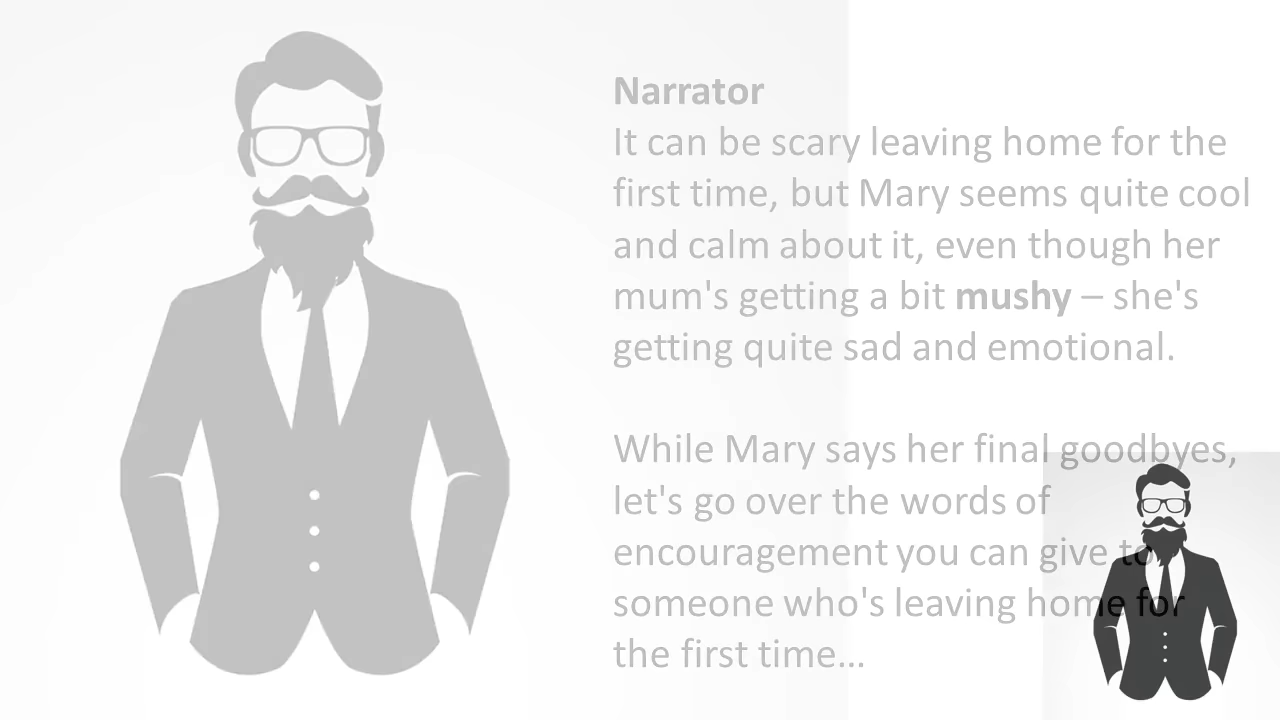 Narrator
It can be scary leaving home for the
first time, but Mary seems quite cool
and calm about it, even though her
mum's getting a bit mushy – she's
getting quite sad and emotional.
While Mary says her final goodbyes,
let's go over the words of
encouragement you can give to
someone who's leaving home for
the first time…